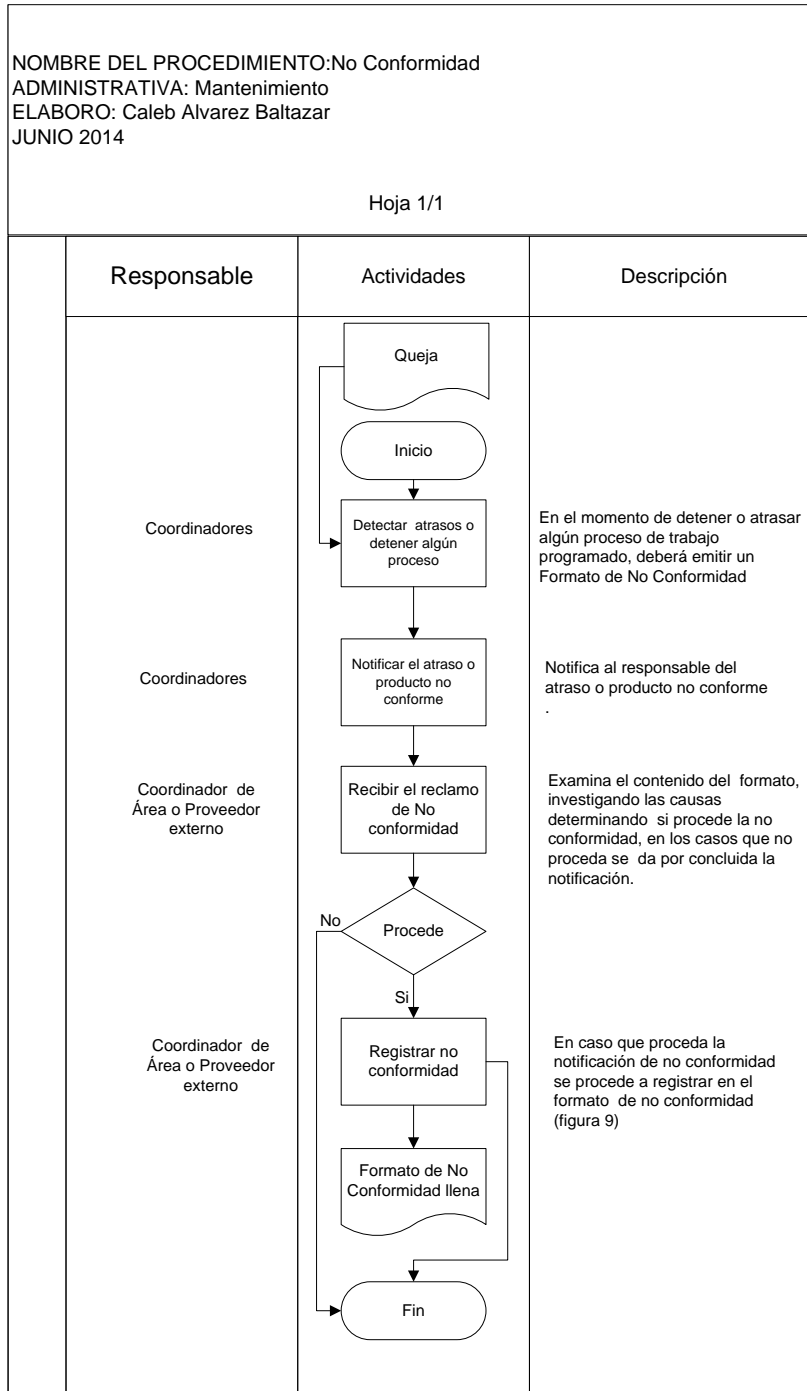 NOMBRE DEL PROCEDIMIENTO:No Conformidad
ADMINISTRATIVA: Mantenimiento
ELABORO: Caleb Alvarez Baltazar
JUNIO 2014
Hoja 1/1
Responsable
Actividades
Descripción
Queja
Inicio
Coordinadores
Detectar atrasos o
detener algún
proceso
En el momento de detener o atrasar
algún proceso de trabajo
programado, deberá emitir un
Formato de No Conformidad
Coordinadores
Notificar el atraso o
producto no
conforme
Notifica al responsable del
atraso o producto no conforme
.
Coordinador de
Área o Proveedor
externo
Recibir el reclamo
de No
conformidad
Examina el contenido del formato,
investigando las causas
determinando si procede la no
conformidad, en los casos que no
proceda se da por concluida la
notificación.
No
Procede
Si
Coordinador de
Área o Proveedor
externo
Registrar no
conformidad
En caso que proceda la
notificación de no conformidad
se procede a registrar en el
formato de no conformidad
(figura 9)
Formato de No
Conformidad llena
Fin